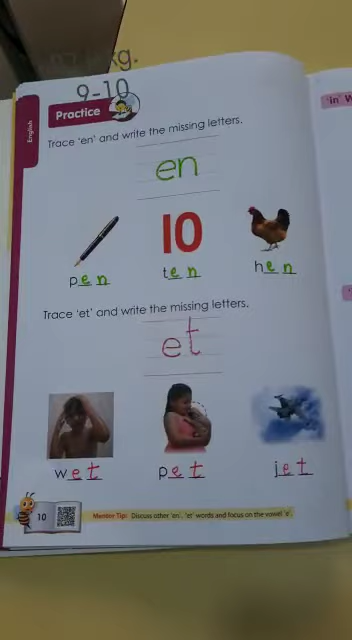 kg.
9-10
English
Practice
Trace 'en' and write the missing letters.
en
10
pen
ten
hen
Trace 'et' and write the missing letters.
et
wet
pet
jet
10
Mentor Tip: Discuss other 'en', 'et' words and focus on the vowel 'e'.
'in' W